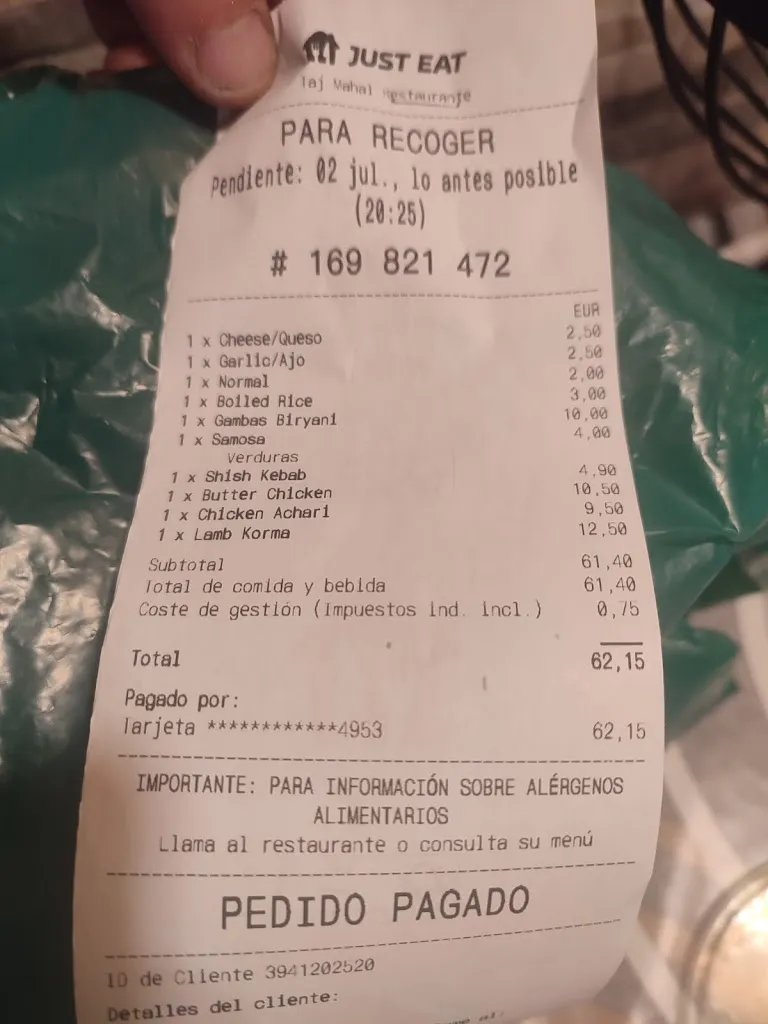 JUST EAT
Taj Mahal Restaurante
PARA RECOGER
Pendiente: 02 jul., lo antes posible
(20:25)
# 169 821 472
EUR
1 x Cheese/Queso 2,50
1 x Garlic/Ajo 2,50
1 x Normal 2,00
1 x Boiled Rice 3,00
1 x Gambas Biryani 10,00
1 x Samosa 4,00
Verduras
1 x Shish Kebab 4,90
1 x Butter Chicken 10,50
1 x Chicken Achari 9,50
1 x Lamb Korma 12,50
Subtotal 61,40
Total de comida y bebida 61,40
Coste de gestión (Impuestos ind. incl.) 0,75
Total 62,15
Pagado por:
Tarjeta ************4953 62,15
IMPORTANTE: PARA INFORMACIÓN SOBRE ALÉRGENOS
ALIMENTARIOS
Llama al restaurante o consulta su menú
PEDIDO PAGADO
ID de Cliente 3941202520
Detalles del cliente: